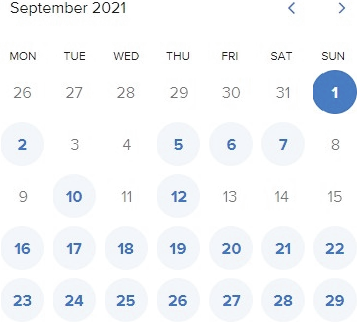 September 2021
MON TUE WED THU FRI SAT SUN
26 27 28 29 30 31 1
2 3 4 5 6 7 8
9 10 11 12 13 14 15
16 17 18 19 20 21 22
23 24 25 26 27 28 29